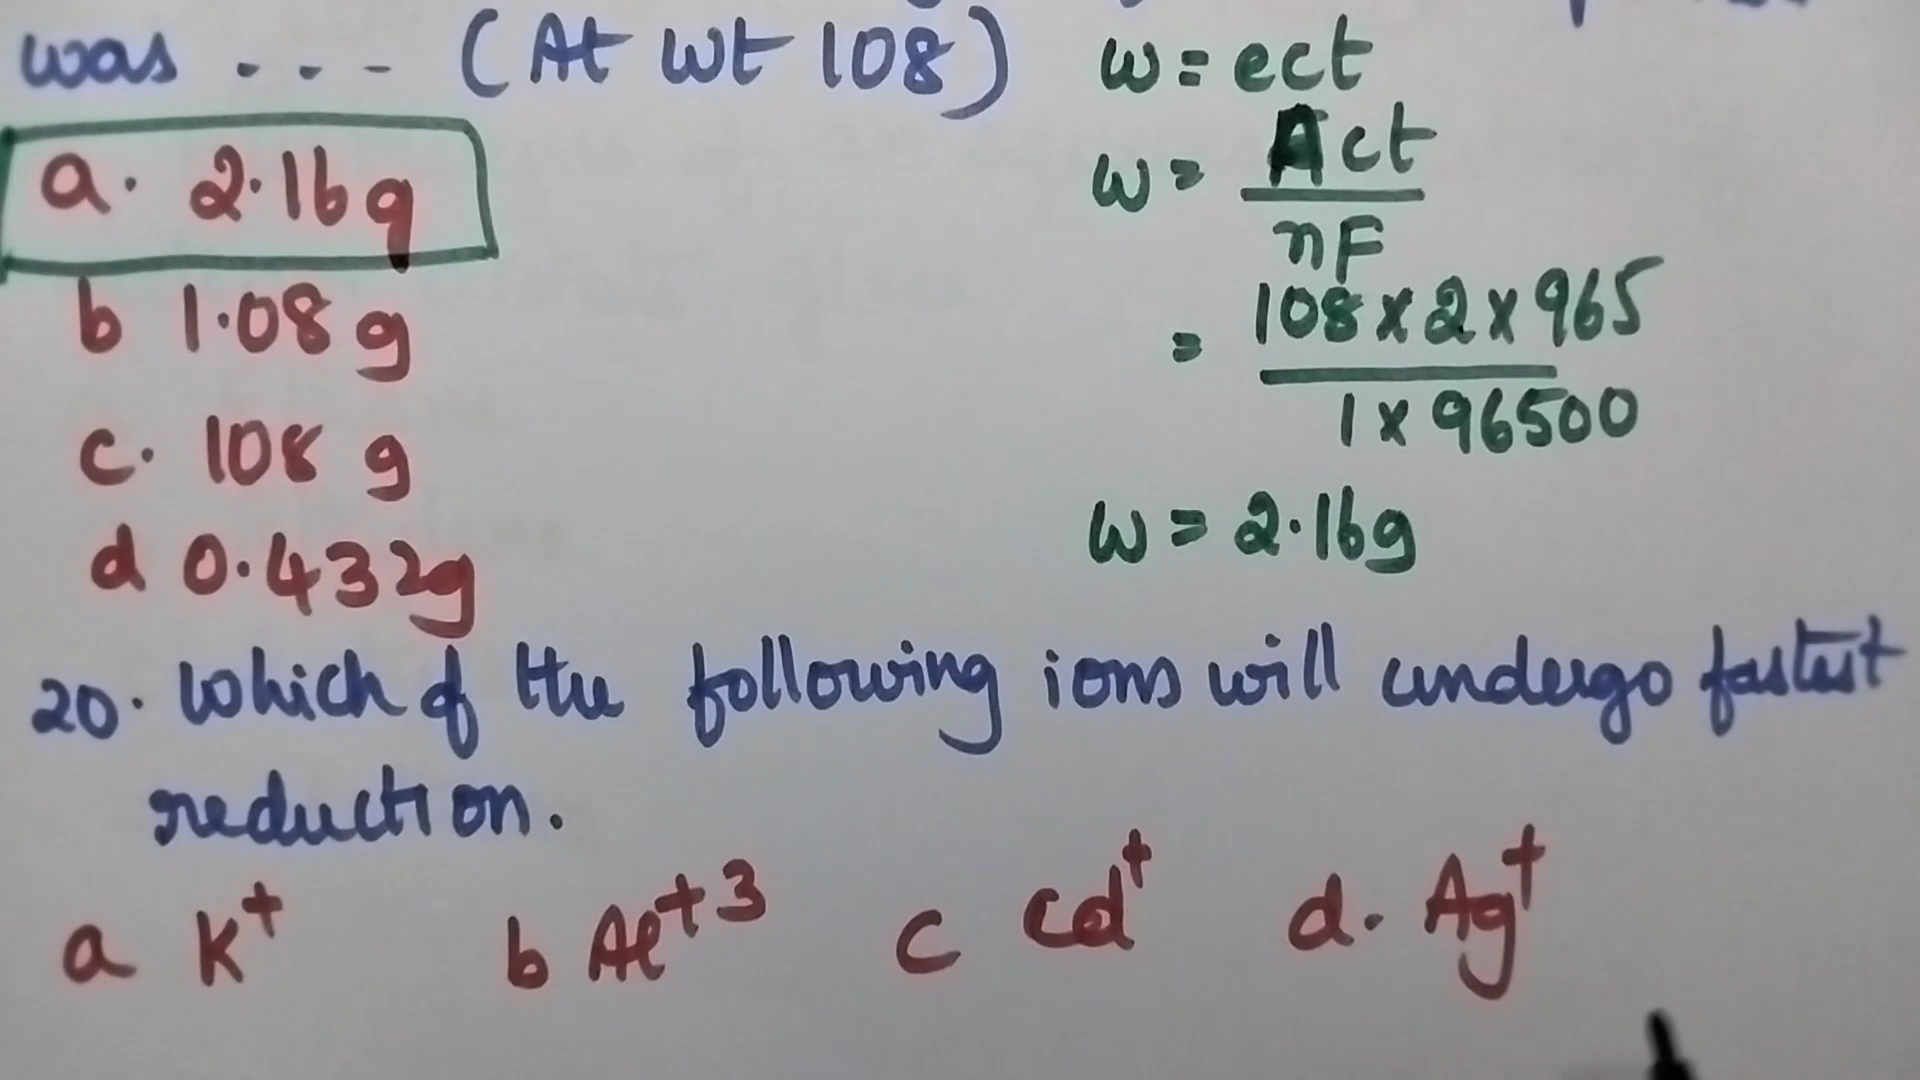 was - - - (At Wt 108) w = ect
a. 2.16g
w = Act / nF
= 108 x 2 x 965 / 1 x 96500
b 1.08 g
c. 108 g
w = 2.16g
d 0.432g
20. Which of the following ions will undergo fastest
reduction.
a K+ b Al+3 c Cd+ d. Ag+